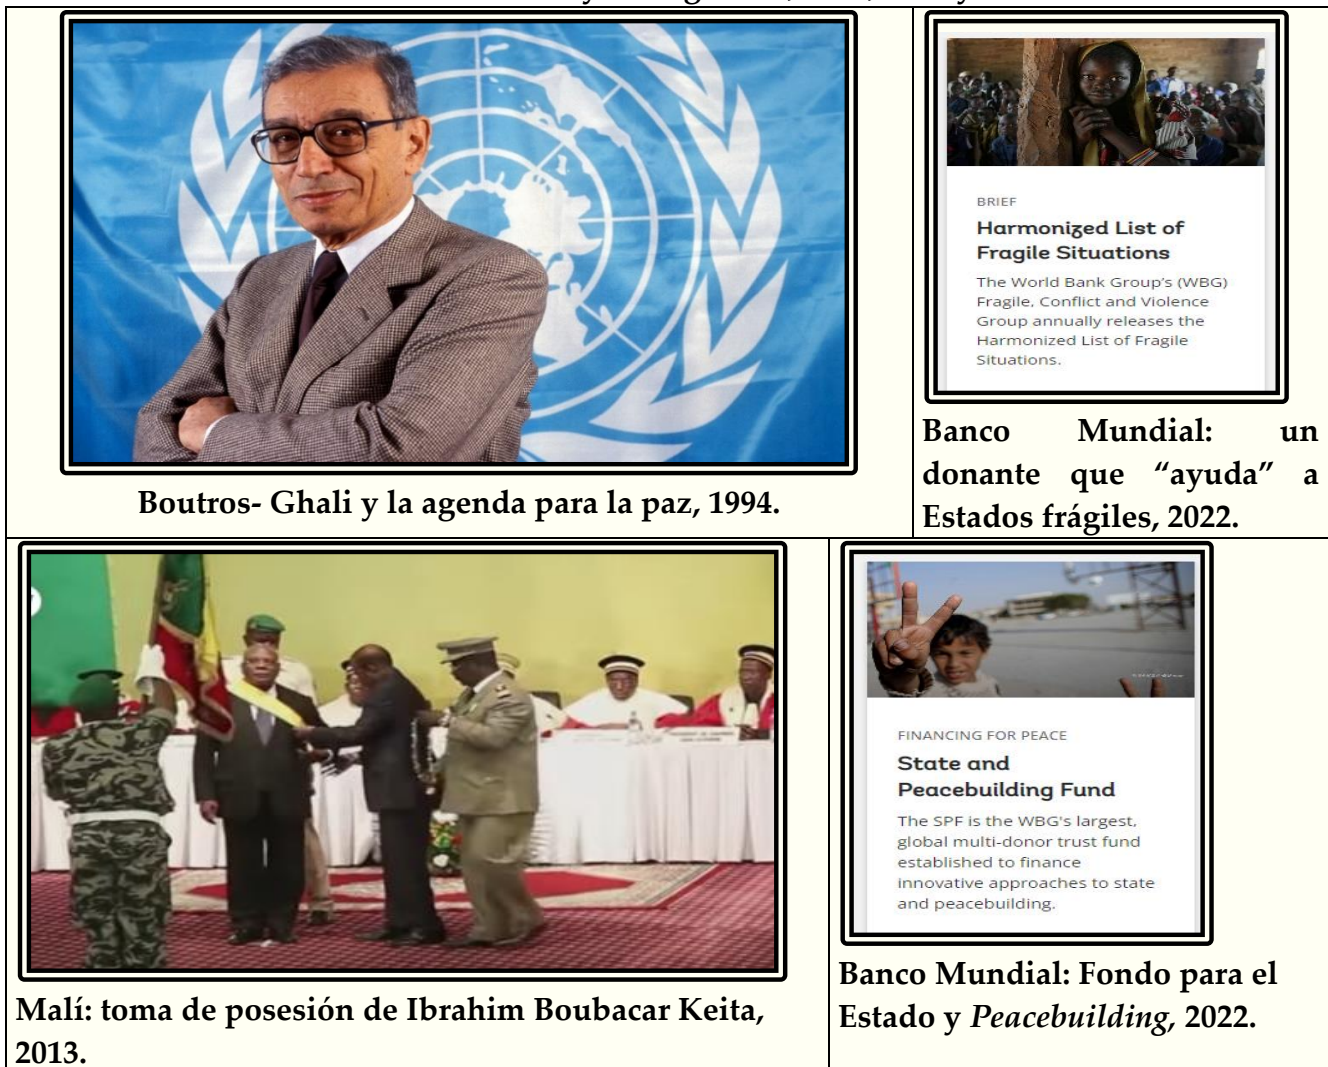 Boutros- Ghali y la agenda para la paz, 1994.
BRIEF
Harmonized List of
Fragile Situations
The World Bank Group's (WBG)
Fragile, Conflict and Violence
Group annually releases the
Harmonized List of Fragile
Situations.
Banco Mundial: un
donante que “ayuda” a
Estados frágiles, 2022.
Malí: toma de posesión de Ibrahim Boubacar Keita,
2013.
FINANCING FOR PEACE
State and
Peacebuilding Fund
The SPF is the WBG's largest,
global multi-donor trust fund
established to finance
innovative approaches to state
and peacebuilding.
Banco Mundial: Fondo para el
Estado y Peacebuilding, 2022.